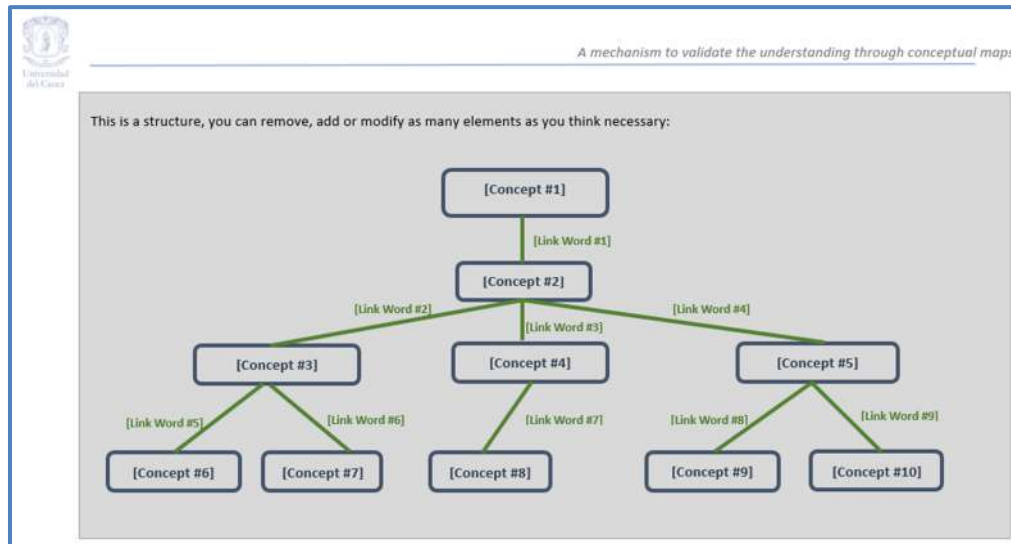 A mechanism to validate the understanding through conceptual maps
Universidad
del Cauca
This is a structure, you can remove, add or modify as many elements as you think necessary:
[Concept #1]
[Link Word #1]
[Concept #2]
[Link Word #2]
[Link Word #4]
[Link Word #3]
[Concept #3]
[Concept #4]
[Concept #5]
[Link Word #5]
[Link Word #6]
[Link Word #7]
[Link Word #8]
[Link Word #9]
[Concept #6]
[Concept #7]
[Concept #8]
[Concept #9]
[Concept #10]